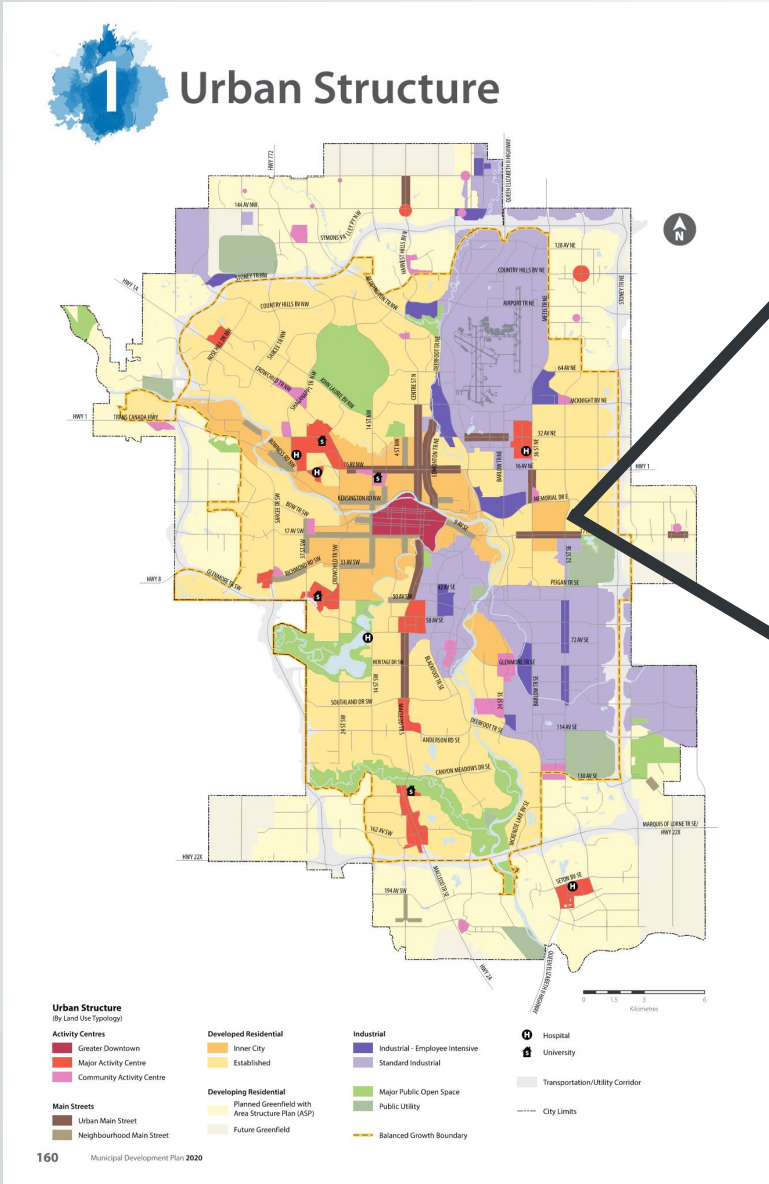 1
Urban Structure
HWY 772
QUEEN ELIZABETH II HIGHWAY
144 AV NW
SYMONS VALLEY PY NW
HARVEST HILLS BV N
N
128 AV NE
STONEY TR NW
COUNTRY HILLS BV NE
STONEY TR NE
HWY 1A
BEDDINGTON TR NW
COUNTRY HILLS BV NW
AIRPORT TR NE
METIS TR NE
NOSE HILL DR NW
SARCEE TR NW
DEERFOOT TR NE
64 AV NE
CROWCHILD TR NW
SHAGANAPPI TR NW
JOHN LAURIE BV NW
CENTRE ST N
MCKNIGHT BV NE
HWY 1
TRANS CANADA HWY
14 ST NW
4 ST NW
EDMONTON TR NE
32 AV NE
36 ST NE
BOWNESS RD NW
H
S
H
H
16 AV NW
BARLOW TR NE
16 AV NE
HWY 1
S
KENSINGTON RD NW
MEMORIAL DR E
SARCEE TR SW
BOW TR SW
9 AV SE
17 AV SW
37 ST SW
33 AV SW
CROWCHILD TR SW
RICHMOND RD SW
52 ST SE
HWY 8
GLENMORE TR SW
PEIGAN TR SE
42 AV SE
S
50 AV SW
58 AV SE
H
72 AV SE
HERITAGE DR SW
14 ST SW
BLACKFOOT TR SE
GLENMORE TR SE
24 ST SE
BARLOW TR SE
SOUTHLAND DR SW
24 ST SW
MACLEOD TR S
DEERFOOT TR SE
114 AV SE
ANDERSON RD SE
CANYON MEADOWS DR SE
130 AV SE
S
MCKENZIE LAKE BV SE
162 AV SW
MARQUIS OF LORNE TR SE/
HWY 22X
HWY 22X
MACLEOD TR SE
SETON BV SE
H
194 AV SW
HWY 2A
QUEEN ELIZABETH II HIGHWAY
0 1.5 3 6
Kilometres
Urban Structure
(By Land Use Typology)
Activity Centres
Greater Downtown
Major Activity Centre
Community Activity Centre
Main Streets
Urban Main Street
Neighbourhood Main Street
Developed Residential
Inner City
Established
Developing Residential
Planned Greenfield with
Area Structure Plan (ASP)
Future Greenfield
Industrial
Industrial - Employee Intensive
Standard Industrial
Major Public Open Space
Public Utility
Balanced Growth Boundary
H Hospital
S University
Transportation/Utility Corridor
City Limits
160 Municipal Development Plan 2020